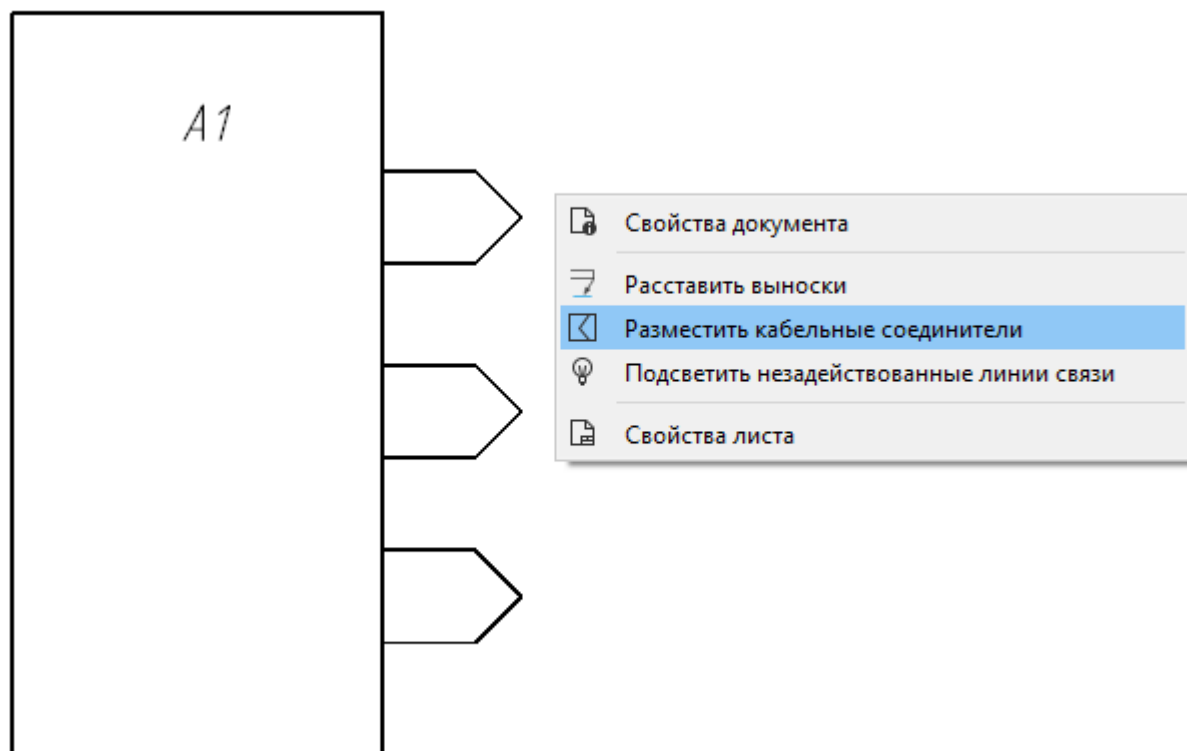 A1
Свойства документа
Расставить выноски
Разместить кабельные соединители
Подсветить незадействованные линии связи
Свойства листа